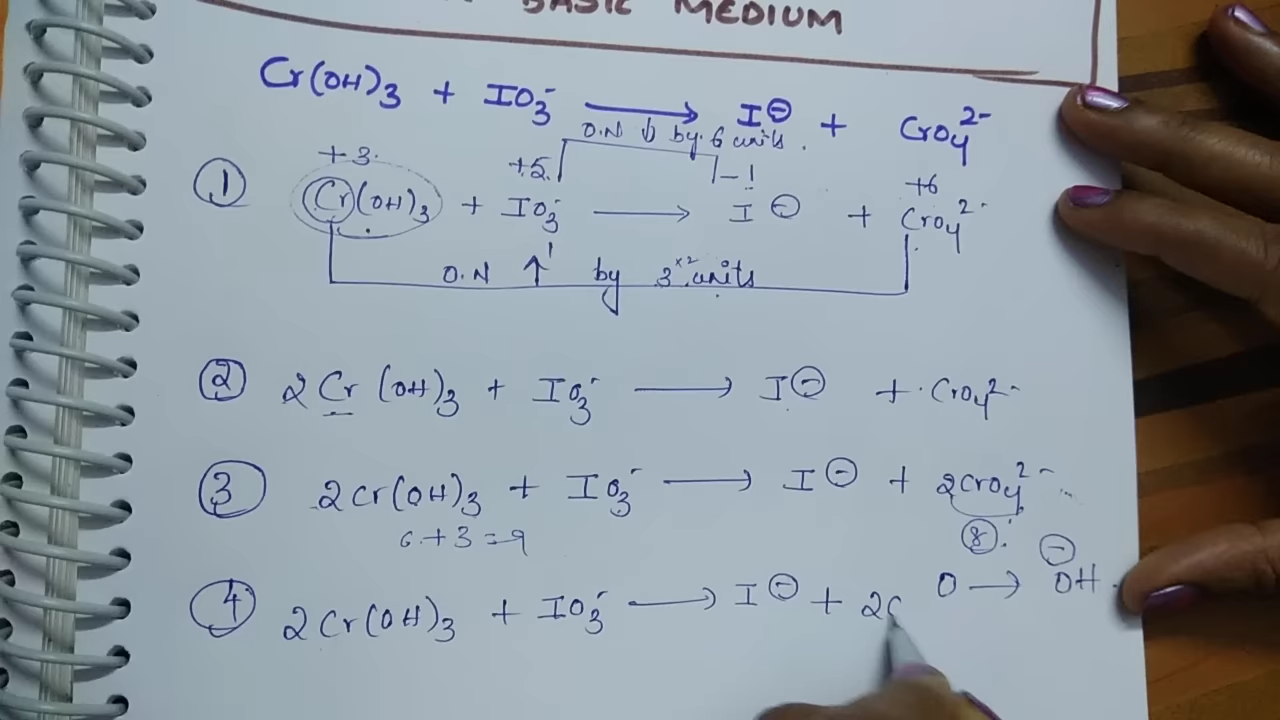 BASIC MEDIUM
Cr(OH)₃ + IO₃⁻ ⟶ I⊖ + CrO₄²⁻
O.N ↓ by 6 units.
+3. +5 -1 +6
① Cr(OH)₃ + IO₃⁻ ⟶ I⊖ + CrO₄²⁻
O.N ↑ by 3ˣ² units
② 2Cr(OH)₃ + IO₃⁻ ⟶ I⊖ + CrO₄²⁻
③ 2Cr(OH)₃ + IO₃⁻ ⟶ I⊖ + 2CrO₄²⁻
6+3=9 ⑧
O ⟶ OH⊖
④ 2Cr(OH)₃ + IO₃⁻ ⟶ I⊖ + 2C